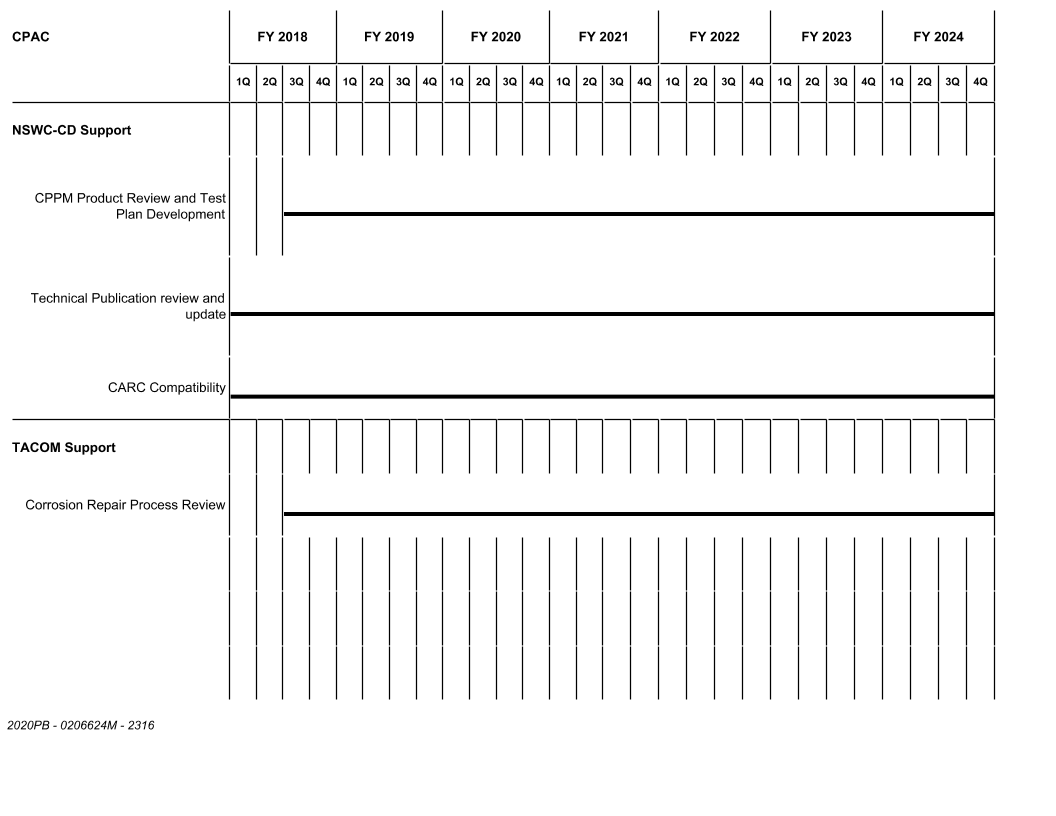 CPAC FY 2018 FY 2019 FY 2020 FY 2021 FY 2022 FY 2023 FY 2024
1Q 2Q 3Q 4Q 1Q 2Q 3Q 4Q 1Q 2Q 3Q 4Q 1Q 2Q 3Q 4Q 1Q 2Q 3Q 4Q 1Q 2Q 3Q 4Q 1Q 2Q 3Q 4Q
NSWC-CD Support
CPPM Product Review and Test
Plan Development
Technical Publication review and
update
CARC Compatibility
TACOM Support
Corrosion Repair Process Review
2020PB - 0206624M - 2316